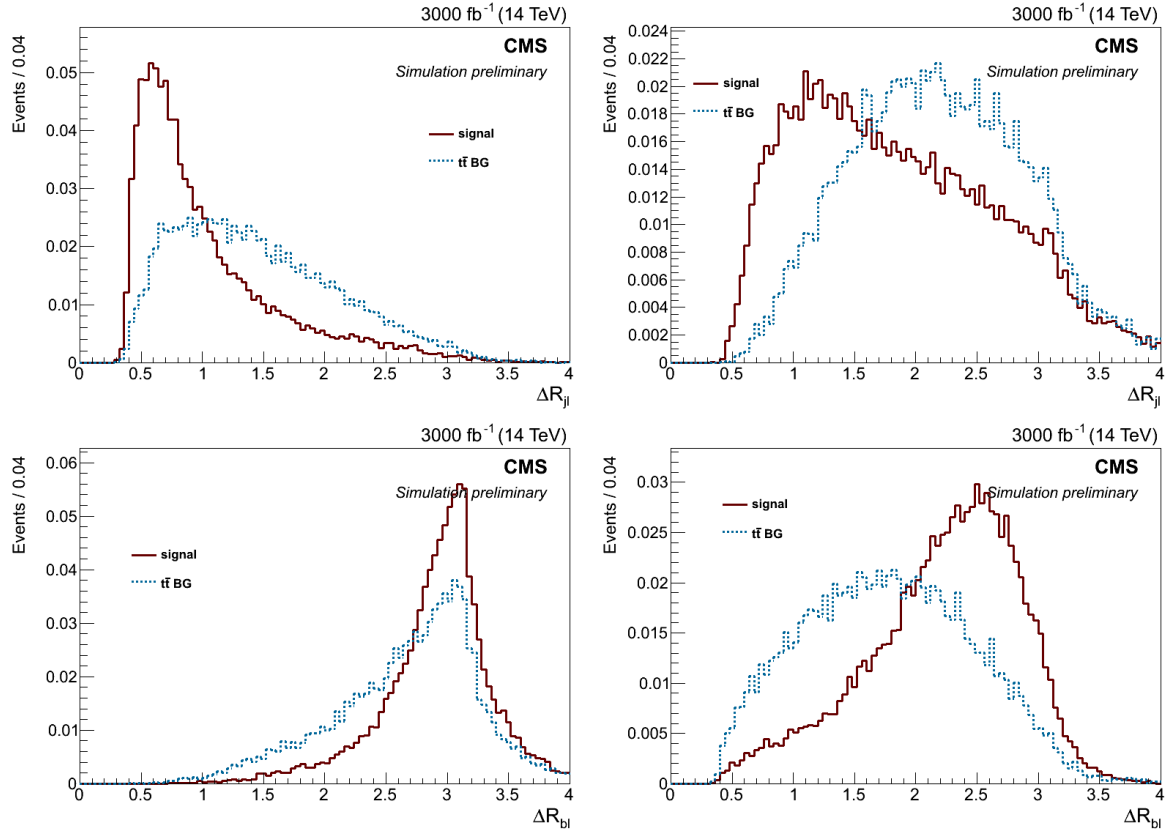 3000 fb⁻¹ (14 TeV)
CMS
Simulation preliminary
Events / 0.04
0.05
0.04
0.03
0.02
0.01
0
signal
tt̄ BG
0 0.5 1 1.5 2 2.5 3 3.5 4
ΔR_jl
3000 fb⁻¹ (14 TeV)
CMS
Simulation preliminary
Events / 0.04
0.024
0.022
0.02
0.018
0.016
0.014
0.012
0.01
0.008
0.006
0.004
0.002
0
signal
tt̄ BG
0 0.5 1 1.5 2 2.5 3 3.5 4
ΔR_jl
3000 fb⁻¹ (14 TeV)
CMS
Simulation preliminary
Events / 0.04
0.06
0.05
0.04
0.03
0.02
0.01
0
signal
tt̄ BG
0 0.5 1 1.5 2 2.5 3 3.5 4
ΔR_bl
3000 fb⁻¹ (14 TeV)
CMS
Simulation preliminary
Events / 0.04
0.03
0.025
0.02
0.015
0.01
0.005
0
signal
tt̄ BG
0 0.5 1 1.5 2 2.5 3 3.5 4
ΔR_bl